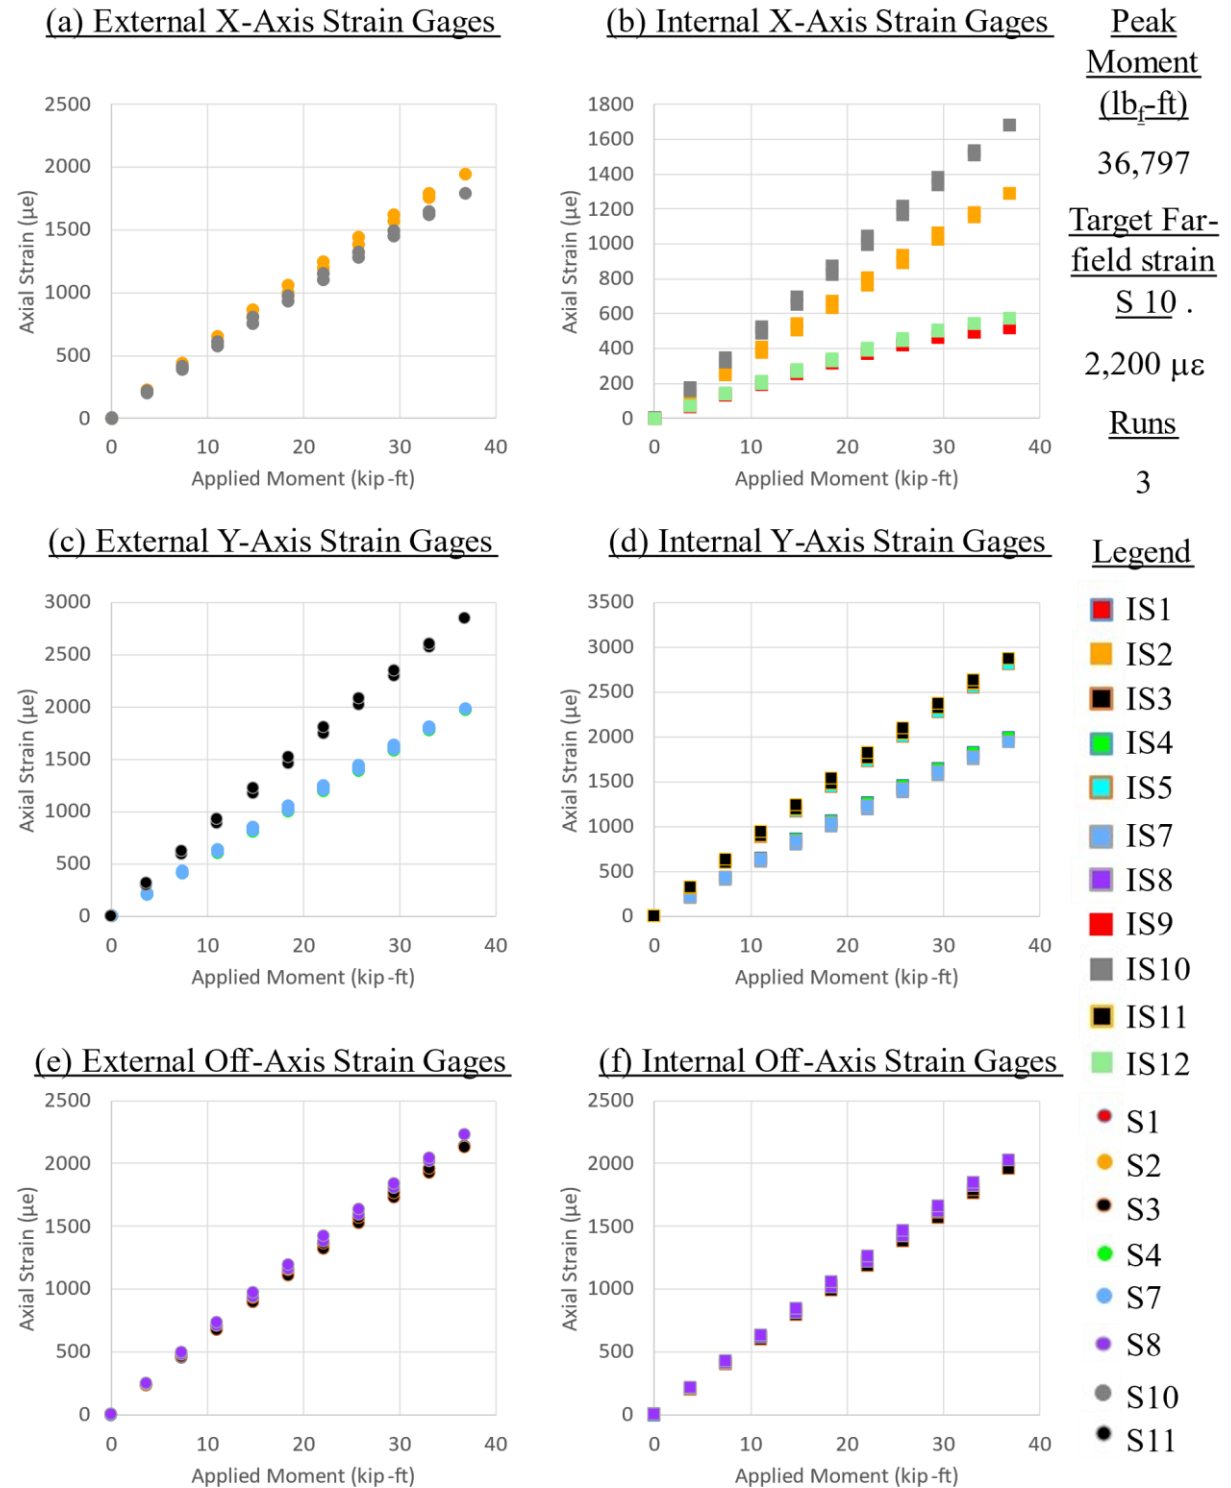 (a) External X-Axis Strain Gages
(b) Internal X-Axis Strain Gages
Peak
Moment
(lbf-ft)
36,797
Target Far-
field strain
S 10 .
2,200 με
Runs
3
2500
2000
1500
1000
500
0
Axial Strain (μe)
0 10 20 30 40
Applied Moment (kip-ft)
1800
1600
1400
1200
1000
800
600
400
200
0
Axial Strain (μe)
0 10 20 30 40
Applied Moment (kip-ft)
(c) External Y-Axis Strain Gages
(d) Internal Y-Axis Strain Gages
3000
2500
2000
1500
1000
500
0
Axial Strain (μe)
0 10 20 30 40
Applied Moment (kip-ft)
3500
3000
2500
2000
1500
1000
500
0
Axial Strain (μe)
0 10 20 30 40
Applied Moment (kip-ft)
(e) External Off-Axis Strain Gages
(f) Internal Off-Axis Strain Gages
2500
2000
1500
1000
500
0
Axial Strain (μe)
0 10 20 30 40
Applied Moment (kip-ft)
2500
2000
1500
1000
500
0
Axial Strain (μe)
0 10 20 30 40
Applied Moment (kip-ft)
Legend
IS1
IS2
IS3
IS4
IS5
IS7
IS8
IS9
IS10
IS11
IS12
S1
S2
S3
S4
S7
S8
S10
S11